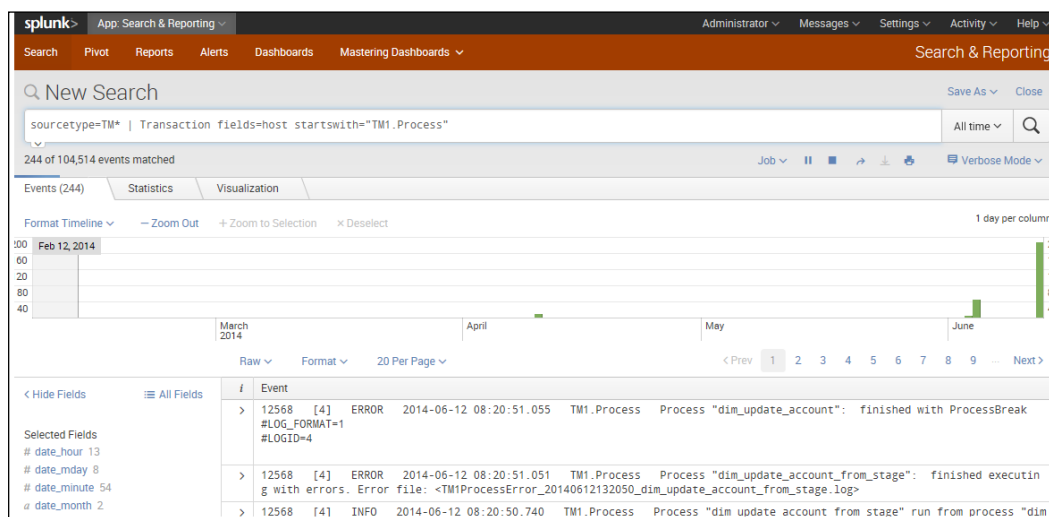 splunk> App: Search & Reporting Administrator Messages Settings Activity Help
Search Pivot Reports Alerts Dashboards Mastering Dashboards Search & Reporting
New Search Save As Close
sourcetype=TM* | Transaction fields=host startswith="TM1.Process" All time
244 of 104,514 events matched Job Verbose Mode
Events (244) Statistics Visualization
Format Timeline — Zoom Out + Zoom to Selection × Deselect 1 day per column
Feb 12, 2014
60
20
80
40
March April May June
2014
Raw Format 20 Per Page < Prev 1 2 3 4 5 6 7 8 9 ... Next >
< Hide Fields All Fields i Event
> 12568 [4] ERROR 2014-06-12 08:20:51.055 TM1.Process Process "dim_update_account": finished with ProcessBreak
#LOG_FORMAT=1
Selected Fields #LOGID=4
# date_hour 13
# date_mday 8 > 12568 [4] ERROR 2014-06-12 08:20:51.051 TM1.Process Process "dim_update_account_from_stage": finished executin
# date_minute 54 g with errors. Error file: <TM1ProcessError_20140612132050_dim_update_account_from_stage.log>
a date_month 2 > 12568 [4] INFO 2014-06-12 08:20:50.740 TM1.Process Process "dim_update_account_from_stage" run from process "dim